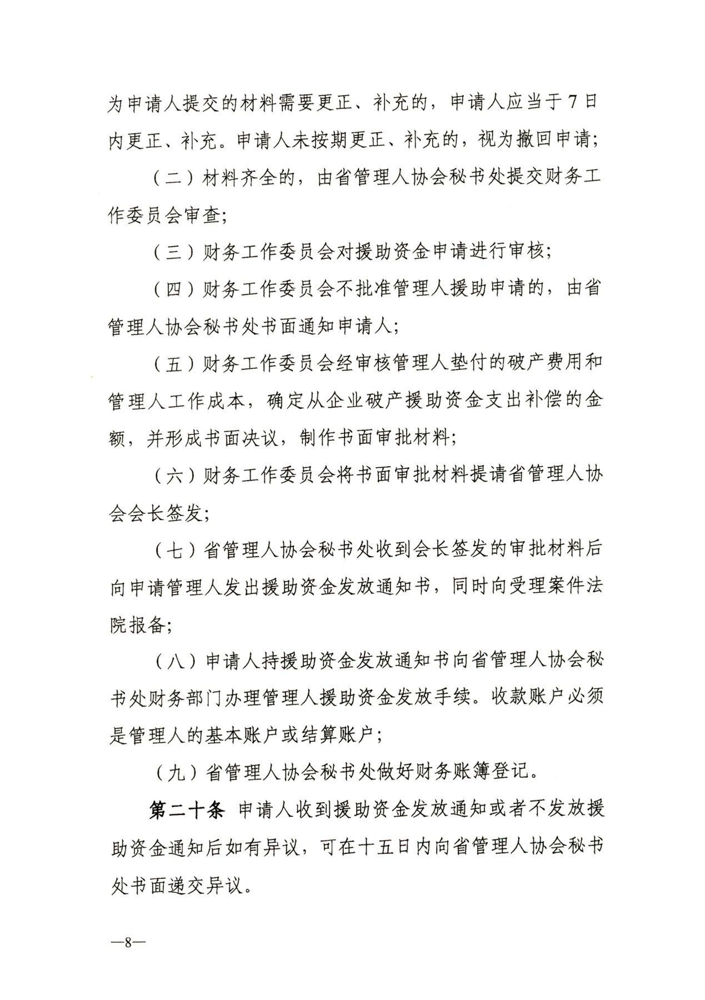 为申请人提交的材料需要更正、补充的，申请人应当于7日
内更正、补充。申请人未按期更正、补充的，视为撤回申请；
（二）材料齐全的，由省管理人协会秘书处提交财务工
作委员会审查；
（三）财务工作委员会对援助资金申请进行审核；
（四）财务工作委员会不批准管理人援助申请的，由省
管理人协会秘书处书面通知申请人；
（五）财务工作委员会经审核管理人垫付的破产费用和
管理人工作成本，确定从企业破产援助资金支出补偿的金
额，并形成书面决议，制作书面审批材料；
（六）财务工作委员会将书面审批材料提请省管理人协
会会长签发；
（七）省管理人协会秘书处收到会长签发的审批材料后
向申请管理人发出援助资金发放通知书，同时向受理案件法
院报备；
（八）申请人持援助资金发放通知书向省管理人协会秘
书处财务部门办理管理人援助资金发放手续。收款账户必须
是管理人的基本账户或结算账户；
（九）省管理人协会秘书处做好财务账簿登记。
第二十条 申请人收到援助资金发放通知或者不发放援
助资金通知后如有异议，可在十五日内向省管理人协会秘书
处书面递交异议。
—8—